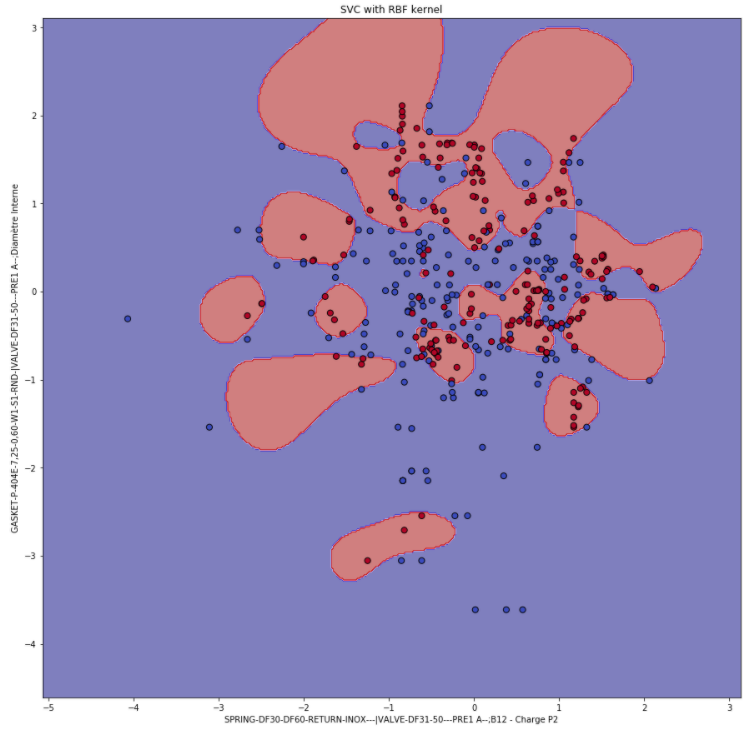 SVC with RBF kernel
3
2
1
0
−1
−2
−3
−4
GASKET-P-404E-7,25-0,60-W1-S1-RND-|VALVE-DF31-50---PRE1 A--;Diamètre Interne
−5 −4 −3 −2 −1 0 1 2 3
SPRING-DF30-DF60-RETURN-INOX---|VALVE-DF31-50---PRE1 A--;B12 - Charge P2